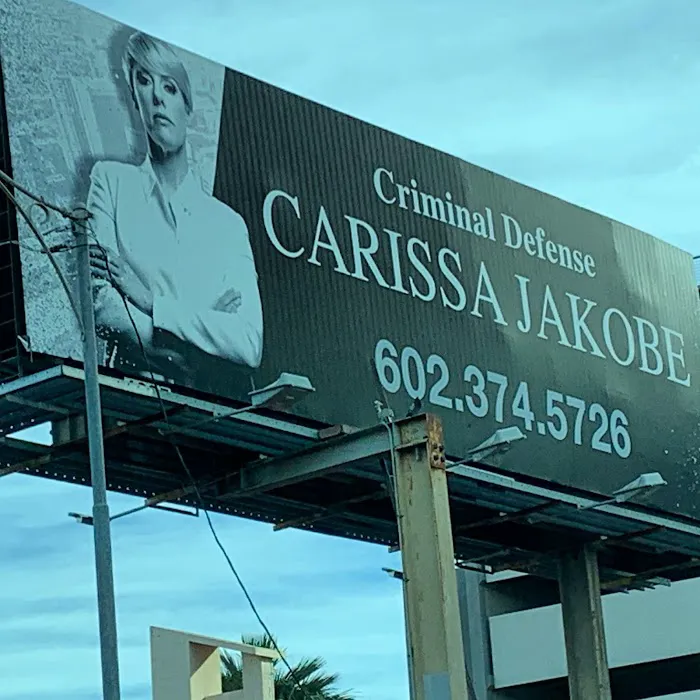 Criminal Defense
CARISSA JAKOBE
602.374.5726